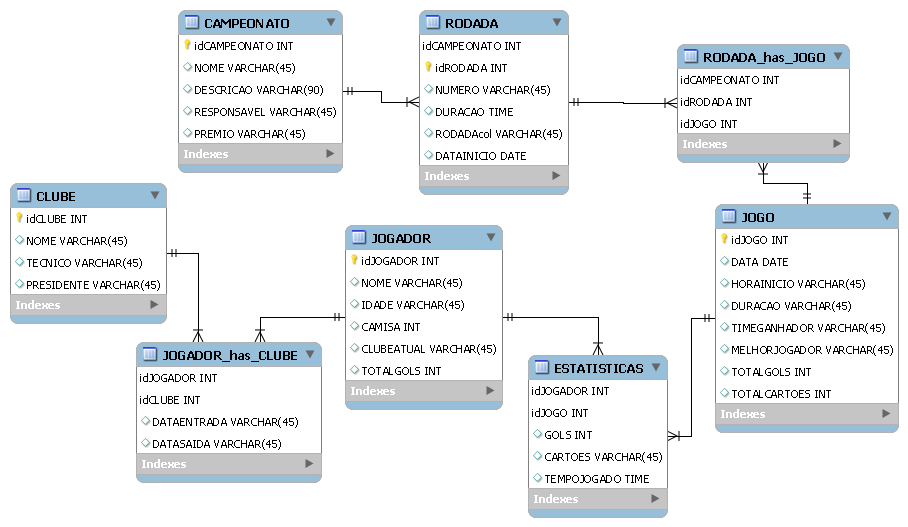 CAMPEONATO
idCAMPEONATO INT
NOME VARCHAR(45)
DESCRICAO VARCHAR(90)
RESPONSAVEL VARCHAR(45)
PREMIO VARCHAR(45)
Indexes
RODADA
idCAMPEONATO INT
idRODADA INT
NUMERO VARCHAR(45)
DURACAO TIME
RODADAcol VARCHAR(45)
DATAINICIO DATE
Indexes
RODADA_has_JOGO
idCAMPEONATO INT
idRODADA INT
idJOGO INT
Indexes
CLUBE
idCLUBE INT
NOME VARCHAR(45)
TECNICO VARCHAR(45)
PRESIDENTE VARCHAR(45)
Indexes
JOGADOR
idJOGADOR INT
NOME VARCHAR(45)
IDADE VARCHAR(45)
CAMISA INT
CLUBEATUAL VARCHAR(45)
TOTALGOLS INT
Indexes
JOGO
idJOGO INT
DATA DATE
HORAINICIO VARCHAR(45)
DURACAO VARCHAR(45)
TIMEGANHADOR VARCHAR(45)
MELHORJOGADOR VARCHAR(45)
TOTALGOLS INT
TOTALCARTOES INT
Indexes
JOGADOR_has_CLUBE
idJOGADOR INT
idCLUBE INT
DATAENTRADA VARCHAR(45)
DATASAIDA VARCHAR(45)
Indexes
ESTATISTICAS
idJOGADOR INT
idJOGO INT
GOLS INT
CARTOES VARCHAR(45)
TEMPOJOGADO TIME
Indexes